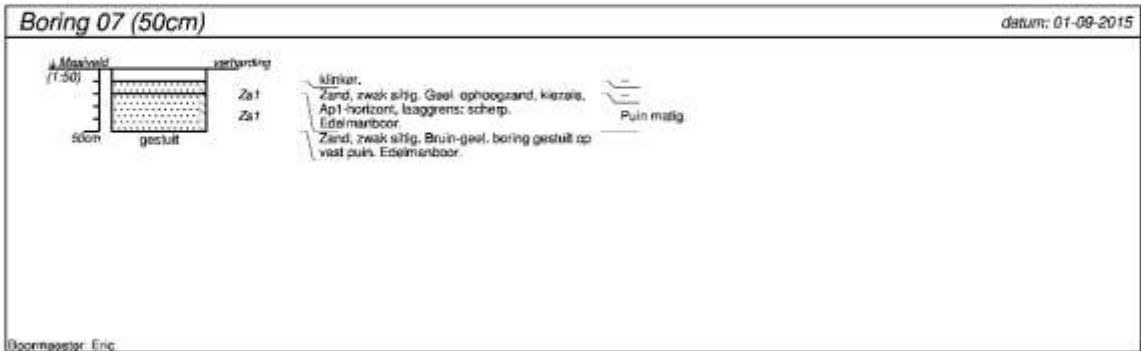 Boring 07 (50cm)
datum: 01-09-2015
Maaiveld
verharding
(1:50)
klinker.
--
Zs1
Zand, zwak siltig. Geel. ophoogzand, kiezels.
--
Ap1-horizont, laaggrens: scherp.
Edelmanboor.
Zs1
Puin matig
Zand, zwak siltig. Bruin-geel. boring gestuit op
vast puin. Edelmanboor.
50cm
gestuit
Boormeester: Eric